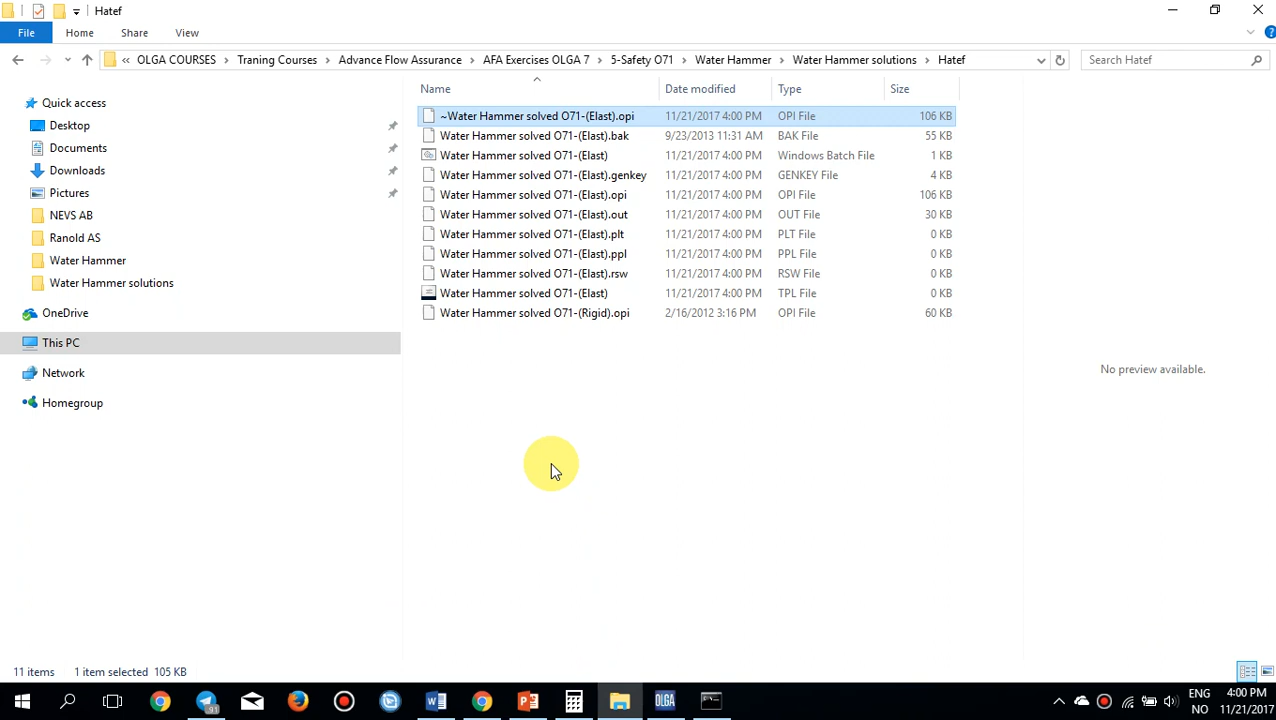 Hatef
File Home Share View
« OLGA COURSES › Traning Courses › Advance Flow Assurance › AFA Exercises OLGA 7 › 5-Safety O71 › Water Hammer › Water Hammer solutions › Hatef
Search Hatef
Name Date modified Type Size
Quick access
Desktop
Documents
Downloads
Pictures
NEVS AB
Ranold AS
Water Hammer
Water Hammer solutions
OneDrive
This PC
Network
Homegroup
~Water Hammer solved O71-(Elast).opi 11/21/2017 4:00 PM OPI File 106 KB
Water Hammer solved O71-(Elast).bak 9/23/2013 11:31 AM BAK File 55 KB
Water Hammer solved O71-(Elast) 11/21/2017 4:00 PM Windows Batch File 1 KB
Water Hammer solved O71-(Elast).genkey 11/21/2017 4:00 PM GENKEY File 4 KB
Water Hammer solved O71-(Elast).opi 11/21/2017 4:00 PM OPI File 106 KB
Water Hammer solved O71-(Elast).out 11/21/2017 4:00 PM OUT File 30 KB
Water Hammer solved O71-(Elast).plt 11/21/2017 4:00 PM PLT File 0 KB
Water Hammer solved O71-(Elast).ppl 11/21/2017 4:00 PM PPL File 0 KB
Water Hammer solved O71-(Elast).rsw 11/21/2017 4:00 PM RSW File 0 KB
Water Hammer solved O71-(Elast) 11/21/2017 4:00 PM TPL File 0 KB
Water Hammer solved O71-(Rigid).opi 2/16/2012 3:16 PM OPI File 60 KB
No preview available.
11 items 1 item selected 105 KB
93
OLGA
ENG
NO
4:00 PM
11/21/2017